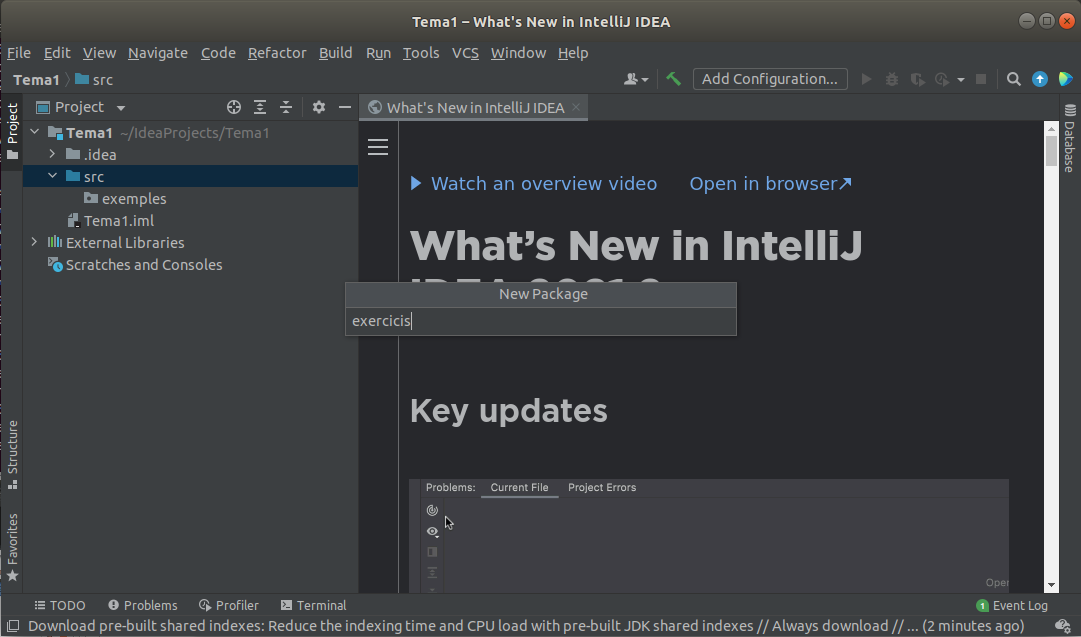 Tema1 – What's New in IntelliJ IDEA
File Edit View Navigate Code Refactor Build Run Tools VCS Window Help
Tema1 src Add Configuration...
Project
Project
What's New in IntelliJ IDEA
Database
Tema1 ~/IdeaProjects/Tema1
.idea
src
exemples
Tema1.iml
External Libraries
Scratches and Consoles
Watch an overview video Open in browser↗
What's New in IntelliJ
New Package
exercicis
Key updates
Problems: Current File Project Errors
Open
Structure
Favorites
TODO Problems Profiler Terminal 1 Event Log
Download pre-built shared indexes: Reduce the indexing time and CPU load with pre-built JDK shared indexes // Always download // ... (2 minutes ago)